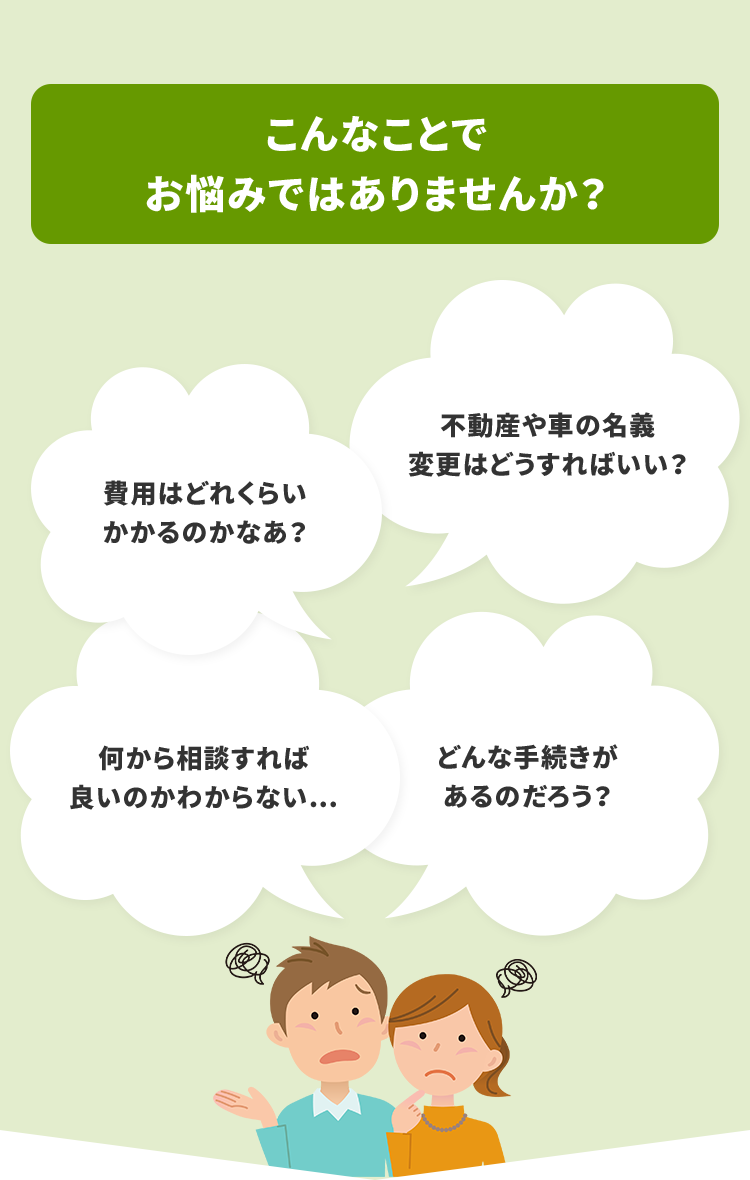 こんなことで
お悩みではありませんか？
不動産や車の名義
変更はどうすればいい？
費用はどれくらい
かかるのかなあ？
何から相談すれば
良いのかわからない…
どんな手続きが
あるのだろう？